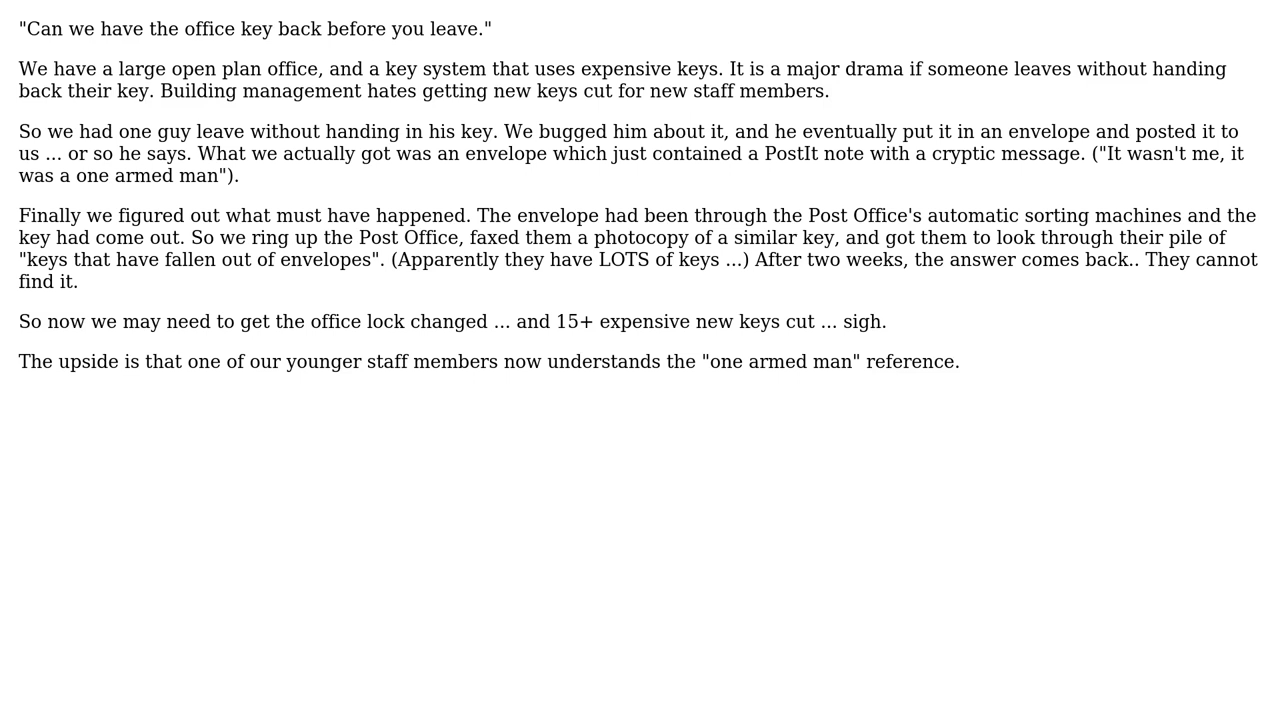 "Can we have the office key back before you leave."
We have a large open plan office, and a key system that uses expensive keys. It is a major drama if someone leaves without handing
back their key. Building management hates getting new keys cut for new staff members.
So we had one guy leave without handing in his key. We bugged him about it, and he eventually put it in an envelope and posted it to
us ... or so he says. What we actually got was an envelope which just contained a PostIt note with a cryptic message. ("It wasn't me, it
was a one armed man").
Finally we figured out what must have happened. The envelope had been through the Post Office's automatic sorting machines and the
key had come out. So we ring up the Post Office, faxed them a photocopy of a similar key, and got them to look through their pile of
"keys that have fallen out of envelopes". (Apparently they have LOTS of keys ...) After two weeks, the answer comes back.. They cannot
find it.
So now we may need to get the office lock changed ... and 15+ expensive new keys cut ... sigh.
The upside is that one of our younger staff members now understands the "one armed man" reference.